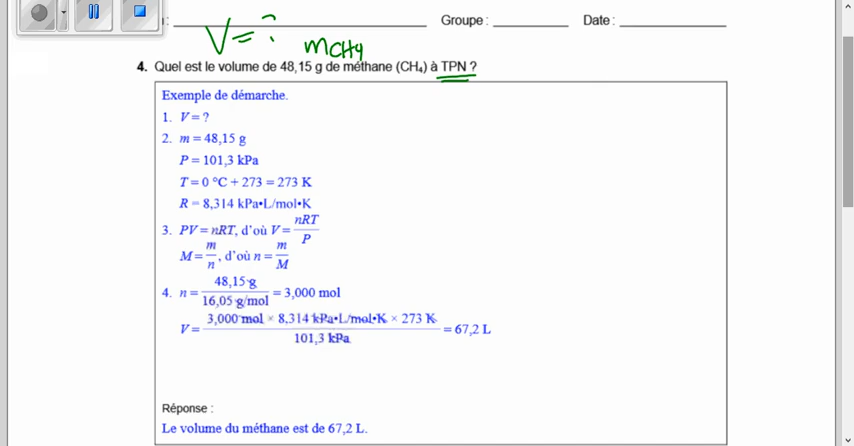 : Groupe : Date :
V = ?
mCH4
4. Quel est le volume de 48,15 g de méthane (CH₄) à TPN ?
Exemple de démarche.
1. V = ?
2. m = 48,15 g
P = 101,3 kPa
T = 0 °C + 273 = 273 K
R = 8,314 kPa•L/mol•K
3. PV = nRT, d'où V = nRT/P
M = m/n, d'où n = m/M
4. n = 48,15 g / 16,05 g/mol = 3,000 mol
V = 3,000 mol × 8,314 kPa•L/mol•K × 273 K / 101,3 kPa = 67,2 L
Réponse :
Le volume du méthane est de 67,2 L.